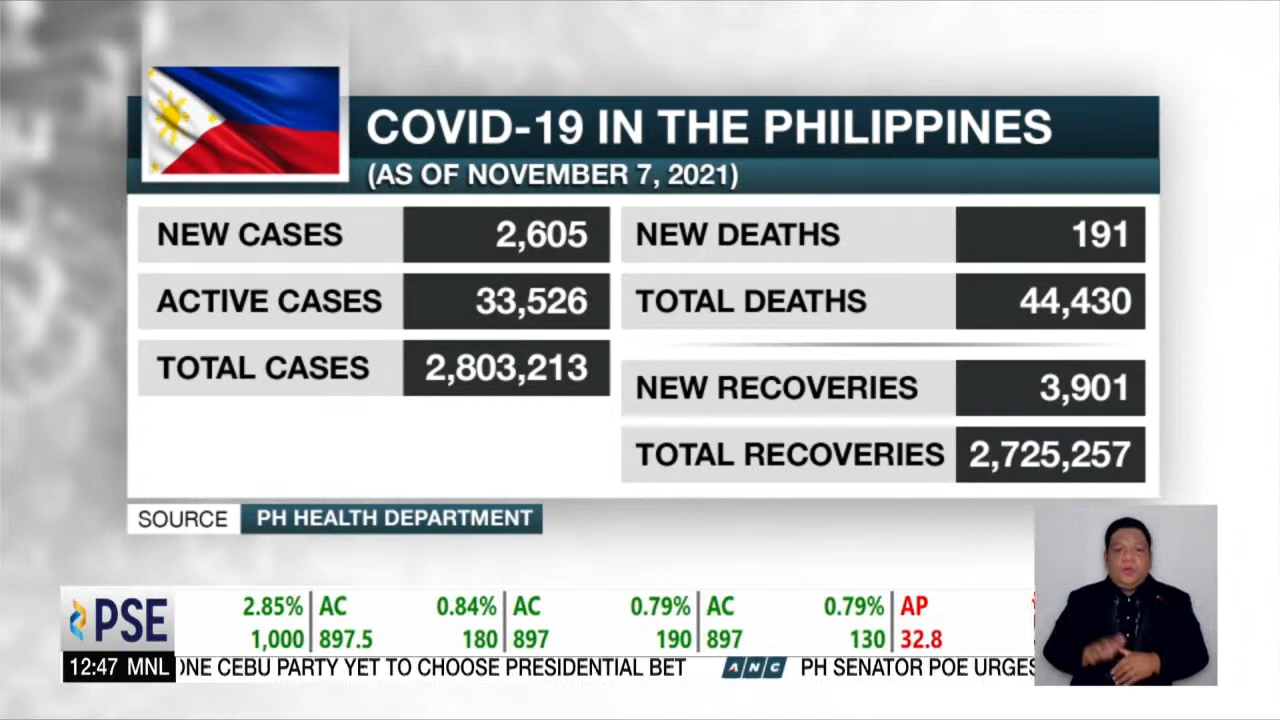 COVID-19 IN THE PHILIPPINES
(AS OF NOVEMBER 7, 2021)
NEW CASES 2,605
ACTIVE CASES 33,526
TOTAL CASES 2,803,213
NEW DEATHS 191
TOTAL DEATHS 44,430
NEW RECOVERIES 3,901
TOTAL RECOVERIES 2,725,257
SOURCE PH HEALTH DEPARTMENT
PSE 2.85% AC 0.84% AC 0.79% AC 0.79% AP
1,000 897.5 180 897 190 897 130 32.8
12:47 MNL ONE CEBU PARTY YET TO CHOOSE PRESIDENTIAL BET ANC PH SENATOR POE URGES